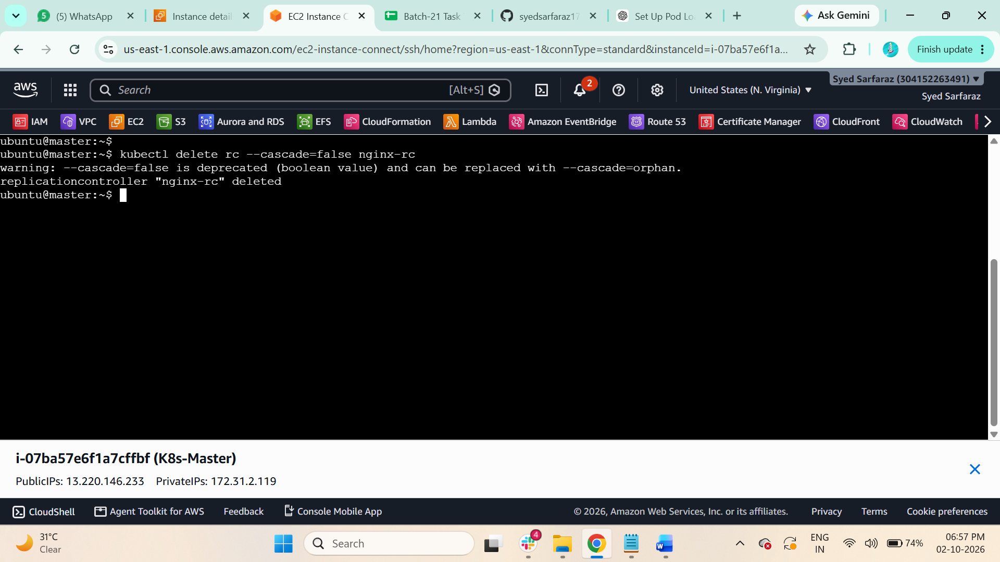 5
(5) WhatsApp
Instance detail
EC2 Instance C
Batch-21 Task
syedsarfaraz17
Set Up Pod Lo
Ask Gemini
us-east-1.console.aws.amazon.com/ec2-instance-connect/ssh/home?region=us-east-1&connType=standard&instanceId=i-07ba57e6f1a...
Finish update
aws
Search
[Alt+S]
2
United States (N. Virginia)
Syed Sarfaraz (304152263491)
Syed Sarfaraz
IAM
VPC
EC2
S3
Aurora and RDS
EFS
CloudFormation
Lambda
Amazon EventBridge
Route 53
Certificate Manager
CloudFront
CloudWatch
ubuntu@master:~$
ubuntu@master:~$ kubectl delete rc --cascade=false nginx-rc
warning: --cascade=false is deprecated (boolean value) and can be replaced with --cascade=orphan.
replicationcontroller "nginx-rc" deleted
ubuntu@master:~$
i-07ba57e6f1a7cffbf (K8s-Master)
PublicIPs: 13.220.146.233 PrivateIPs: 172.31.2.119
CloudShell
Agent Toolkit for AWS
Feedback
Console Mobile App
© 2026, Amazon Web Services, Inc. or its affiliates.
Privacy
Terms
Cookie preferences
31°C
Clear
Search
4
W
ENG
IN
74%
06:57 PM
02-10-2026